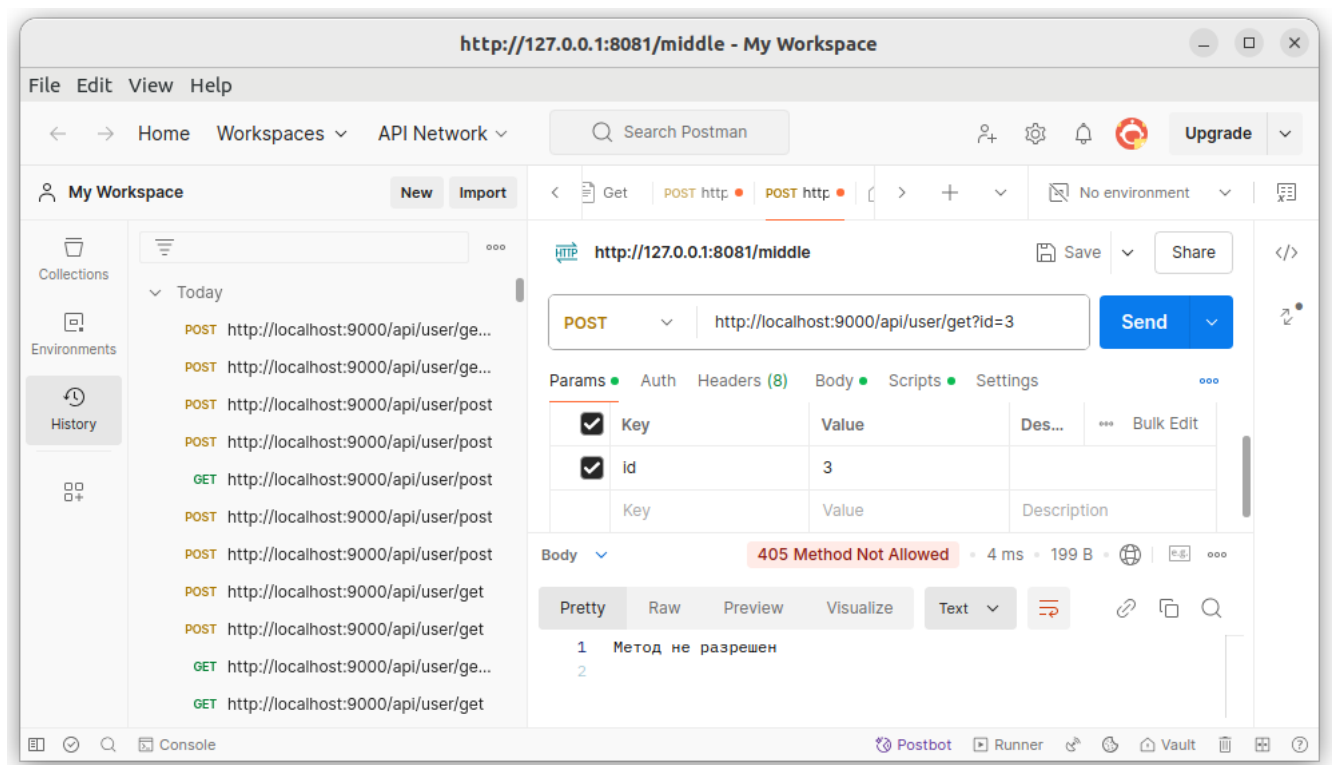 http://127.0.0.1:8081/middle - My Workspace
File Edit View Help
Home Workspaces API Network Search Postman Upgrade
My Workspace New Import
Get POST http POST http No environment
Collections
Environments
History
Today
POST http://localhost:9000/api/user/ge...
POST http://localhost:9000/api/user/ge...
POST http://localhost:9000/api/user/post
POST http://localhost:9000/api/user/post
GET http://localhost:9000/api/user/post
POST http://localhost:9000/api/user/post
POST http://localhost:9000/api/user/post
POST http://localhost:9000/api/user/get
POST http://localhost:9000/api/user/get
GET http://localhost:9000/api/user/ge...
GET http://localhost:9000/api/user/get
HTTP http://127.0.0.1:8081/middle Save Share </>
POST http://localhost:9000/api/user/get?id=3 Send
Params Auth Headers (8) Body Scripts Settings
Key Value Des... Bulk Edit
id 3
Key Value Description
Body 405 Method Not Allowed 4 ms 199 B e.g.
Pretty Raw Preview Visualize Text
1 Метод не разрешен
2
Console Postbot Runner Vault